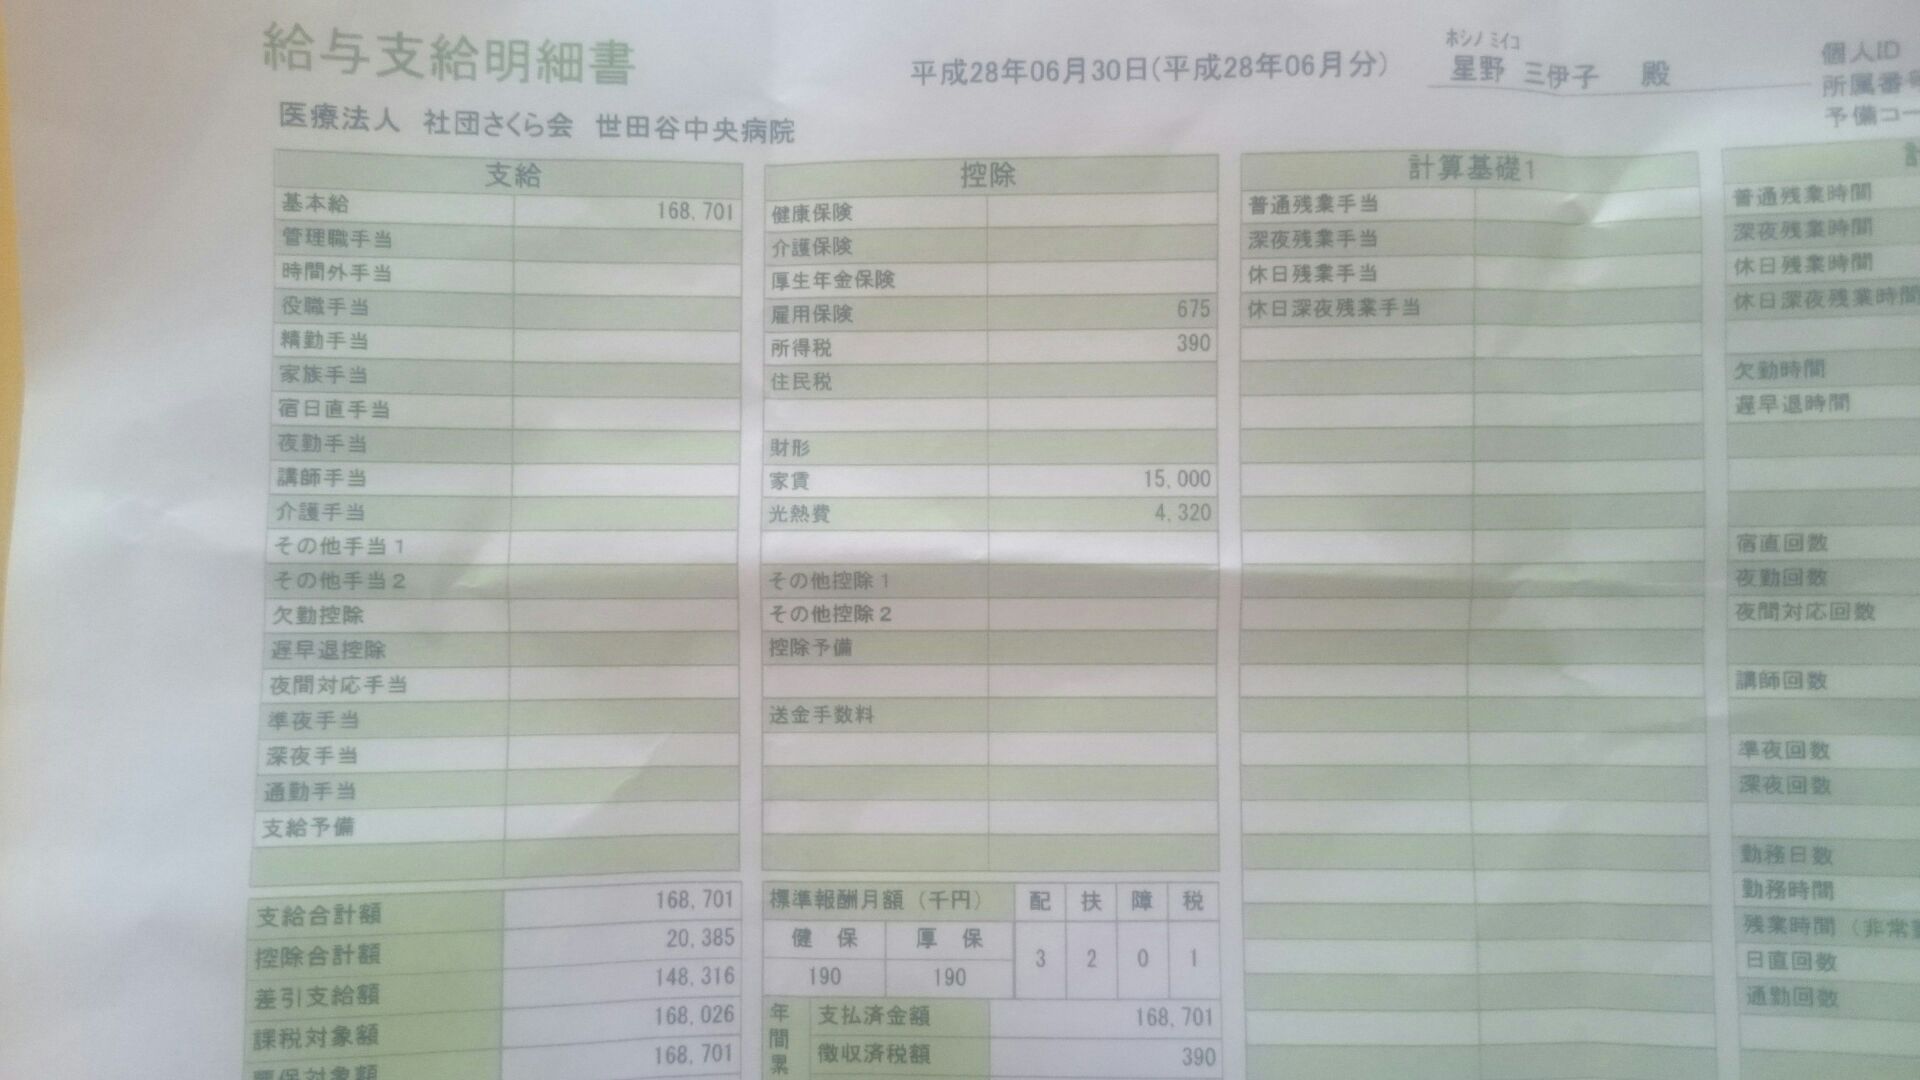 給与支給明細書
平成28年06月30日(平成28年06月分)
ホシノ ミイコ
星野 三伊子 殿
個人ID
所属番号
予備コー
医療法人 社団さくら会 世田谷中央病院
支給
基本給 168,701
管理職手当
時間外手当
役職手当
精勤手当
家族手当
宿日直手当
夜勤手当
講師手当
介護手当
その他手当1
その他手当2
欠勤控除
遅早退控除
夜間対応手当
準夜手当
深夜手当
通勤手当
支給予備
支給合計額 168,701
控除合計額 20,385
差引支給額 148,316
課税対象額 168,026
雇保対象額 168,701
控除
健康保険
介護保険
厚生年金保険
雇用保険 675
所得税 390
住民税
財形
家賃 15,000
光熱費 4,320
その他控除1
その他控除2
控除予備
送金手数料
標準報酬月額(千円) 配 扶 障 税
健保 厚保 3 2 0 1
190 190
年間累
支払済金額 168,701
徴収済税額 390
計算基礎1
普通残業手当
深夜残業手当
休日残業手当
休日深夜残業手当
普通残業時間
深夜残業時間
休日残業時間
休日深夜残業時間
欠勤時間
遅早退時間
宿直回数
夜勤回数
夜間対応回数
講師回数
準夜回数
深夜回数
勤務日数
勤務時間
残業時間(非常勤
日直回数
通勤回数